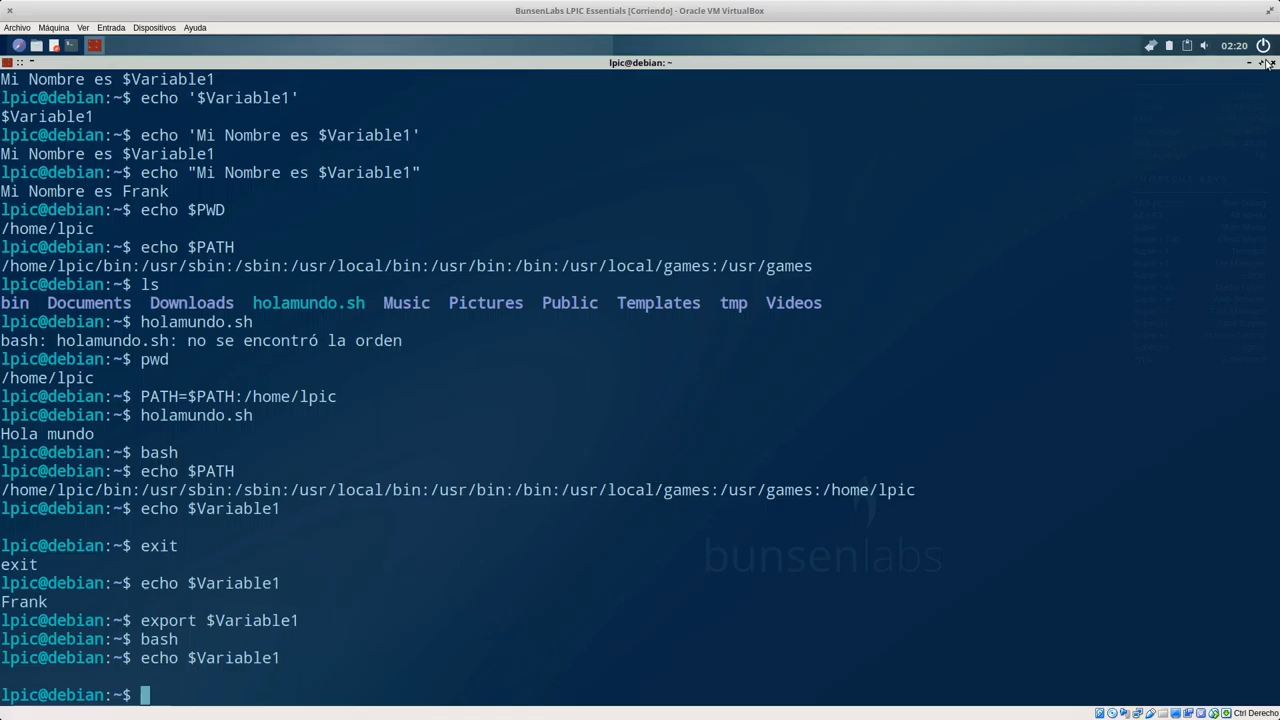 BunsenLabs LPIC Essentials [Corriendo] - Oracle VM VirtualBox
Archivo Máquina Ver Entrada Dispositivos Ayuda
02:20
lpic@debian: ~
Mi Nombre es $Variable1
lpic@debian:~$ echo '$Variable1'
$Variable1
lpic@debian:~$ echo 'Mi Nombre es $Variable1'
Mi Nombre es $Variable1
lpic@debian:~$ echo "Mi Nombre es $Variable1"
Mi Nombre es Frank
lpic@debian:~$ echo $PWD
/home/lpic
lpic@debian:~$ echo $PATH
/home/lpic/bin:/usr/sbin:/sbin:/usr/local/bin:/usr/bin:/bin:/usr/local/games:/usr/games
lpic@debian:~$ ls
bin Documents Downloads holamundo.sh Music Pictures Public Templates tmp Videos
lpic@debian:~$ holamundo.sh
bash: holamundo.sh: no se encontró la orden
lpic@debian:~$ pwd
/home/lpic
lpic@debian:~$ PATH=$PATH:/home/lpic
lpic@debian:~$ holamundo.sh
Hola mundo
lpic@debian:~$ bash
lpic@debian:~$ echo $PATH
/home/lpic/bin:/usr/sbin:/sbin:/usr/local/bin:/usr/bin:/bin:/usr/local/games:/usr/games:/home/lpic
lpic@debian:~$ echo $Variable1
lpic@debian:~$ exit
exit
lpic@debian:~$ echo $Variable1
Frank
lpic@debian:~$ export $Variable1
lpic@debian:~$ bash
lpic@debian:~$ echo $Variable1
lpic@debian:~$
bunsenlabs
Ctrl Derecho